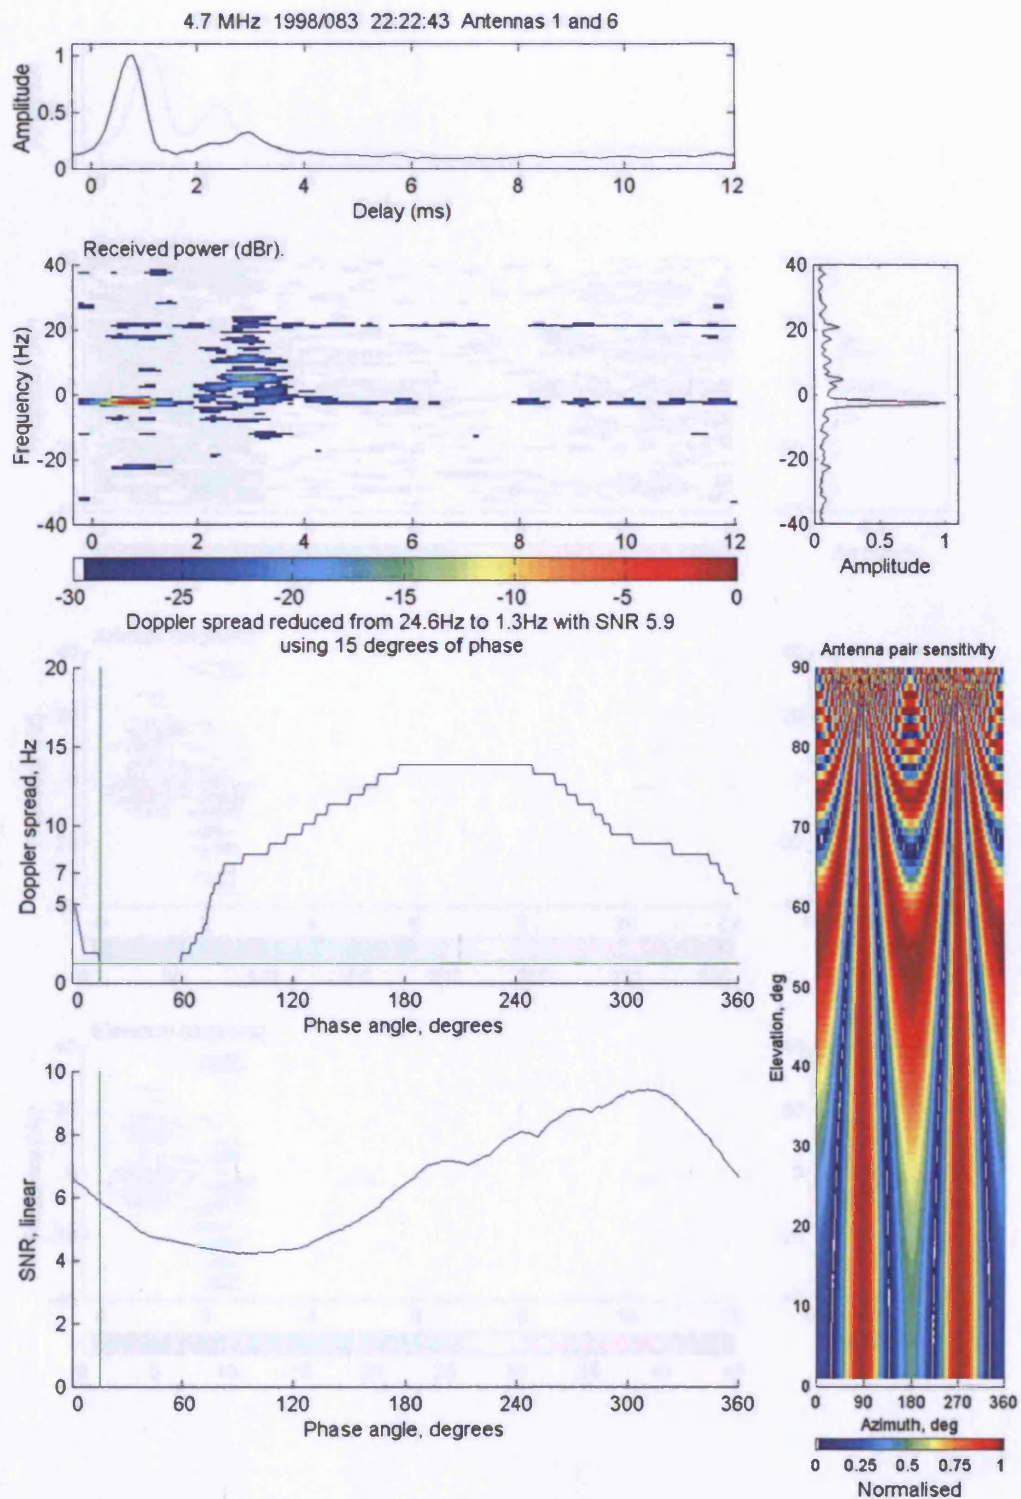 4.7 MHz 1998/083 22:22:43 Antennas 1 and 6
Amplitude
1
0.5
0
0 2 4 6 8 10 12
Delay (ms)
Received power (dBr).
Frequency (Hz)
40
20
0
-20
-40
0 2 4 6 8 10 12
40
20
0
-20
-40
0 0.5 1
Amplitude
-30 -25 -20 -15 -10 -5 0
Doppler spread reduced from 24.6Hz to 1.3Hz with SNR 5.9
using 15 degrees of phase
Doppler spread, Hz
20
15
10
7
5
0
0 60 120 180 240 300 360
Phase angle, degrees
SNR, linear
10
8
6
4
2
0
0 60 120 180 240 300 360
Phase angle, degrees
Antenna pair sensitivity
Elevation, deg
90
80
70
60
50
40
30
20
10
0
0 90 180 270 360
Azimuth, deg
0 0.25 0.5 0.75 1
Normalised